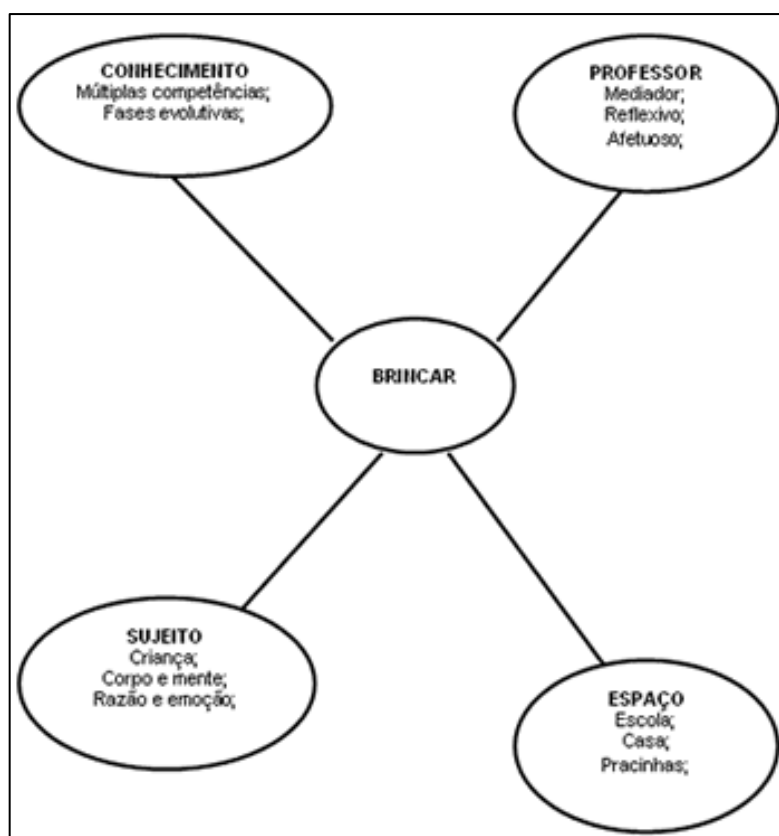 CONHECIMENTO
Múltiplas competências;
Fases evolutivas;
PROFESSOR
Mediador;
Reflexivo
Afetuoso;
BRINCAR
SUJEITO
Criança;
Corpo e mente;
Razão e emoção;
ESPAÇO
Escola;
Casa;
Pracinhas;